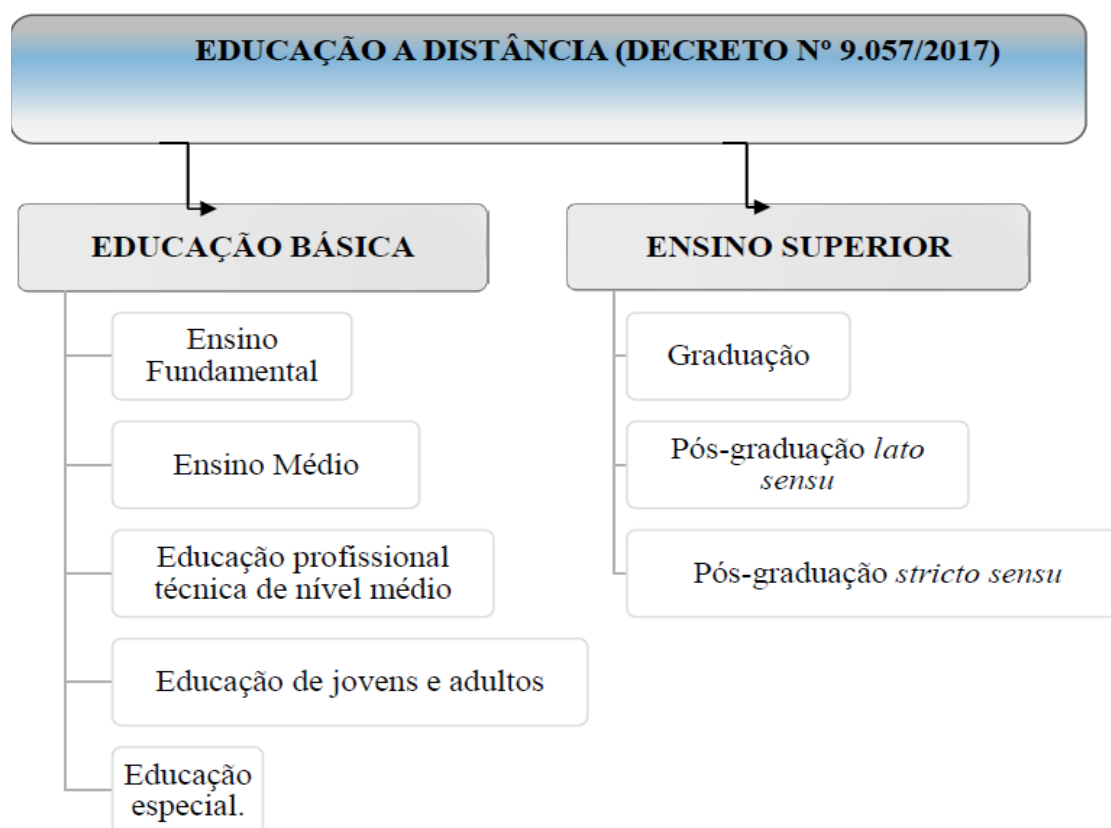 EDUCAÇÃO A DISTÂNCIA (DECRETO Nº 9.057/2017)
EDUCAÇÃO BÁSICA
Ensino
Fundamental
Ensino Médio
Educação profissional
técnica de nível médio
Educação de jovens e adultos
Educação
especial.
ENSINO SUPERIOR
Graduação
Pós-graduação lato
sensu
Pós-graduação stricto sensu